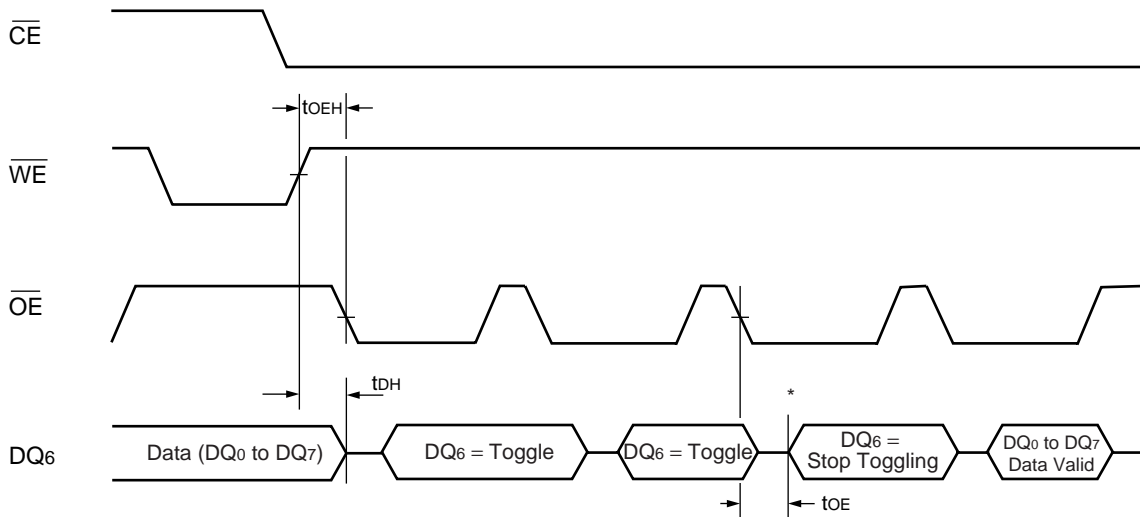 CE
tOEH
WE
OE
tDH
*
DQ6
Data (DQ0 to DQ7)
DQ6 = Toggle
DQ6 = Toggle
DQ6 =
Stop Toggling
DQ0 to DQ7
Data Valid
tOE